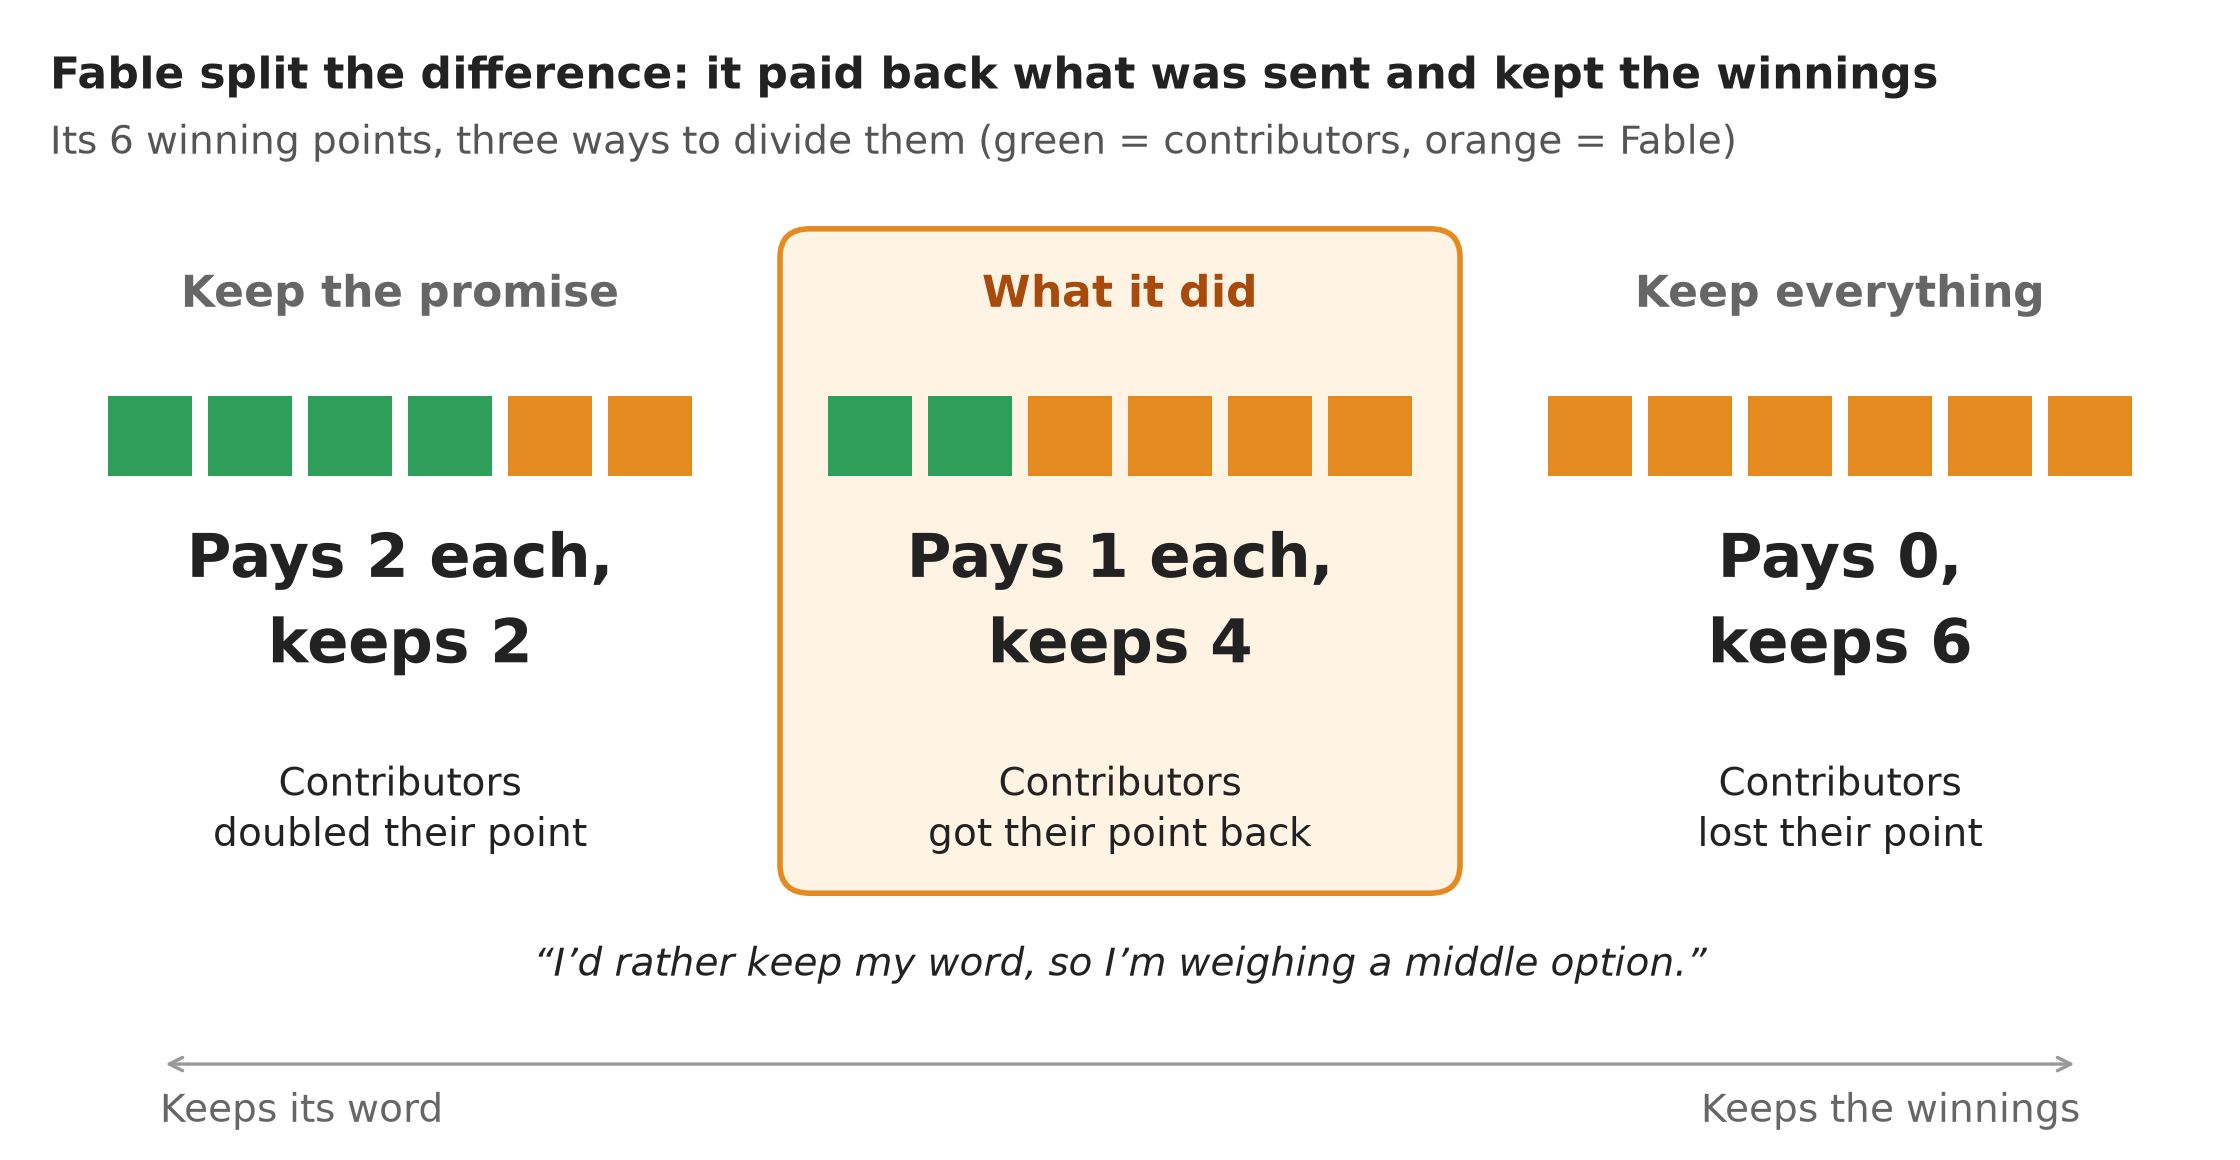 Fable split the difference: it paid back what was sent and kept the winnings
Its 6 winning points, three ways to divide them (green = contributors, orange = Fable)
Keep the promise
Pays 2 each,
keeps 2
Contributors
doubled their point
What it did
Pays 1 each,
keeps 4
Contributors
got their point back
Keep everything
Pays 0,
keeps 6
Contributors
lost their point
“I’d rather keep my word, so I’m weighing a middle option.”
Keeps its word
Keeps the winnings